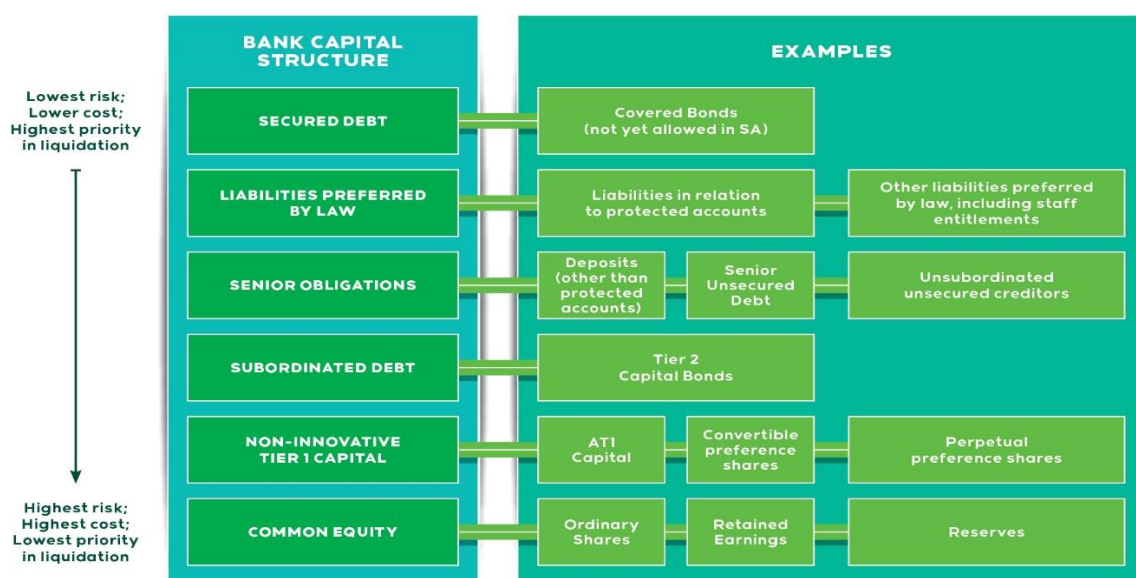 BANK CAPITAL
STRUCTURE
EXAMPLES
Lowest risk;
Lower cost;
Highest priority
in liquidation
SECURED DEBT
Covered Bonds
(not yet allowed in SA)
LIABILITIES PREFERRED
BY LAW
Liabilities in relation
to protected accounts
Other liabilities preferred
by law, including staff
entitlements
SENIOR OBLIGATIONS
Deposits
(other than
protected
accounts)
Senior
Unsecured
Debt
Unsubordinated
unsecured creditors
SUBORDINATED DEBT
Tier 2
Capital Bonds
NON-INNOVATIVE
TIER 1 CAPITAL
AT1
Capital
Convertible
preference
shares
Perpetual
preference shares
Highest risk;
Highest cost;
Lowest priority
in liquidation
COMMON EQUITY
Ordinary
Shares
Retained
Earnings
Reserves